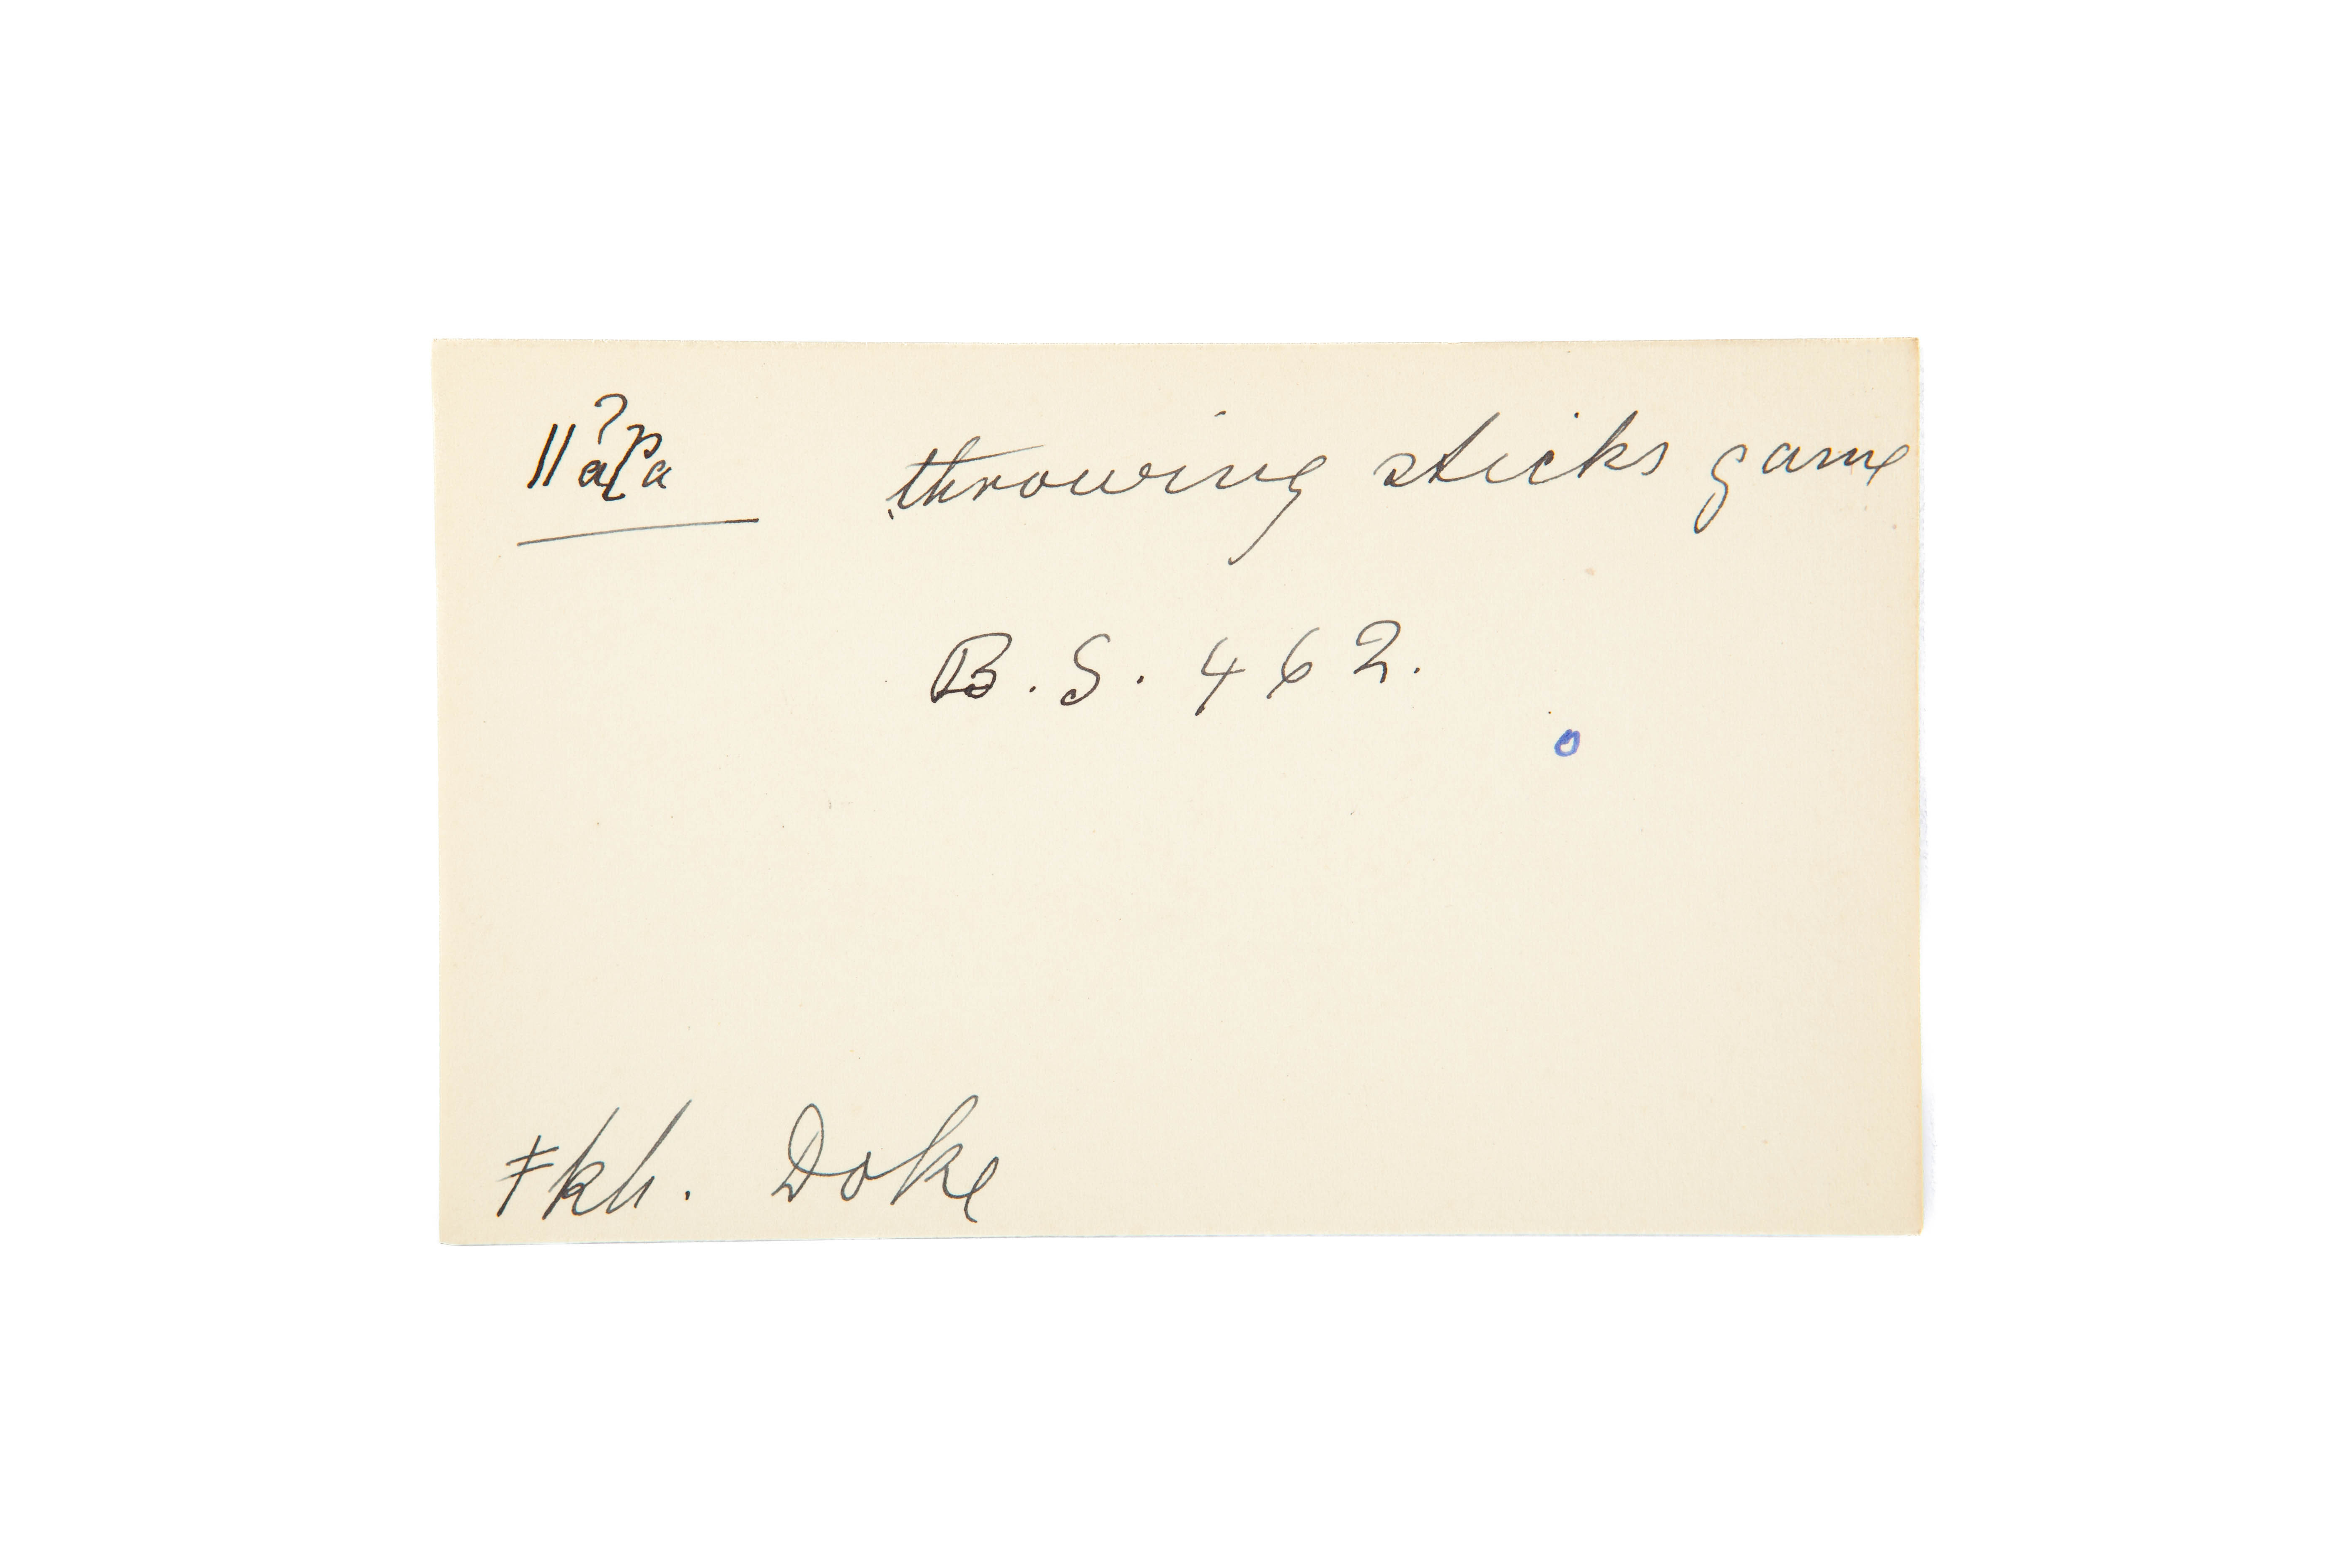 throwing sticks game
B. S. 462.
o
ǂkh. Doke